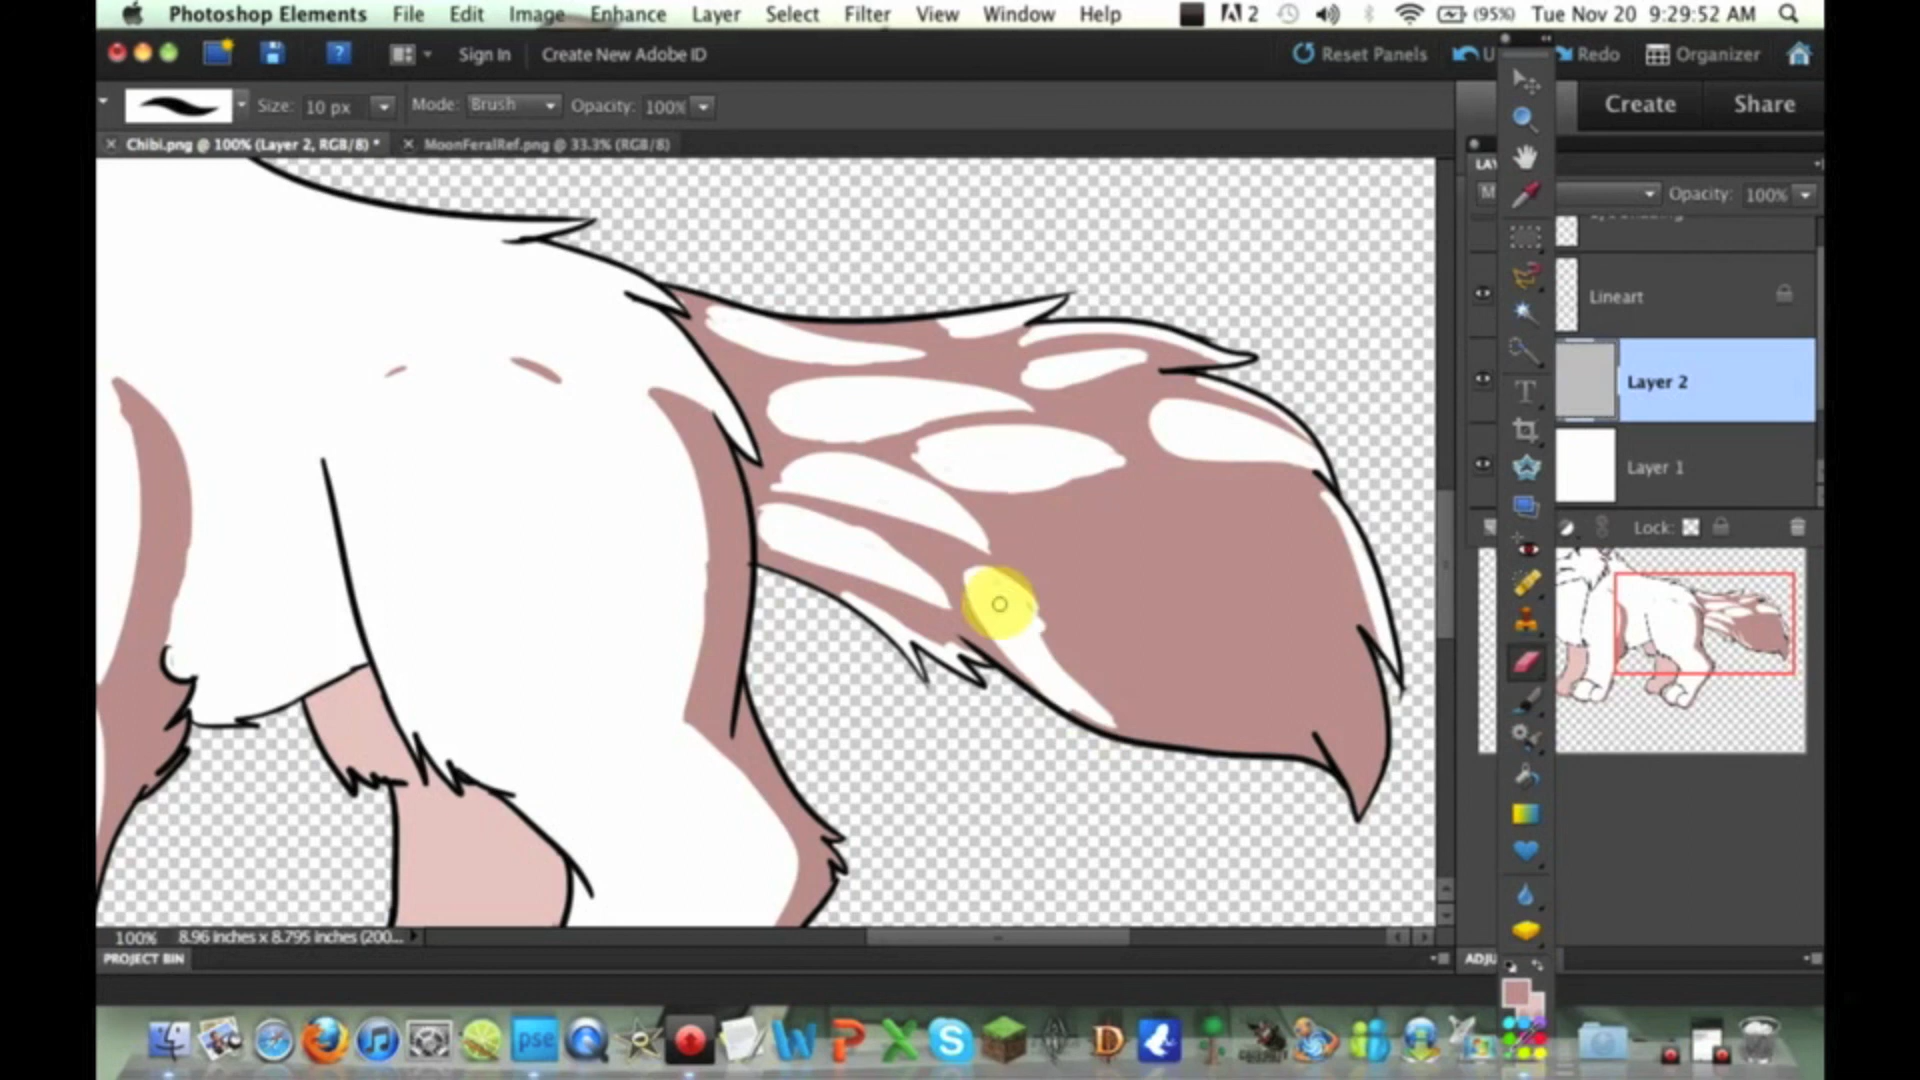 Photoshop Elements File Edit Image Enhance Layer Select Filter View Window Help 2 (95%) Tue Nov 20 9:29:52 AM
? Sign In Create New Adobe ID Reset Panels U Redo Organizer
Size: 10 px Mode: Brush Opacity: 100% Create Share
Chibi.png @ 100% (Layer 2, RGB/8) * MoonFeralRef.png @ 33.3% (RGB/8)
LAY
M Opacity: 100%
Lineart
Layer 2
T
Layer 1
Lock:
100% 8.96 inches x 8.795 inches (200...
PROJECT BIN ADJU
pse Q W P X S D